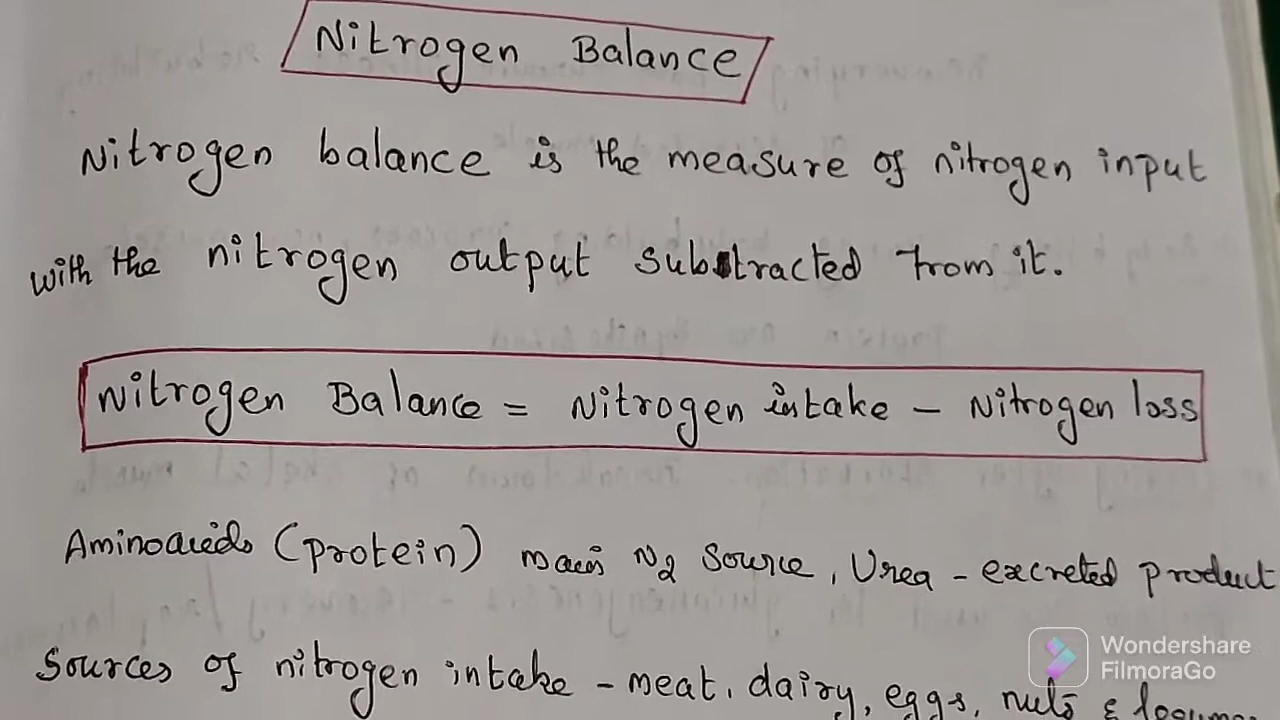 Nitrogen Balance
Nitrogen balance is the measure of nitrogen input
with the nitrogen output substracted from it.
Nitrogen Balance = Nitrogen intake – Nitrogen loss
Aminoacids (protein) main N2 source, Urea – excreted product
Sources of nitrogen intake – meat, dairy, eggs, nuts &
Wondershare
FilmoraGo